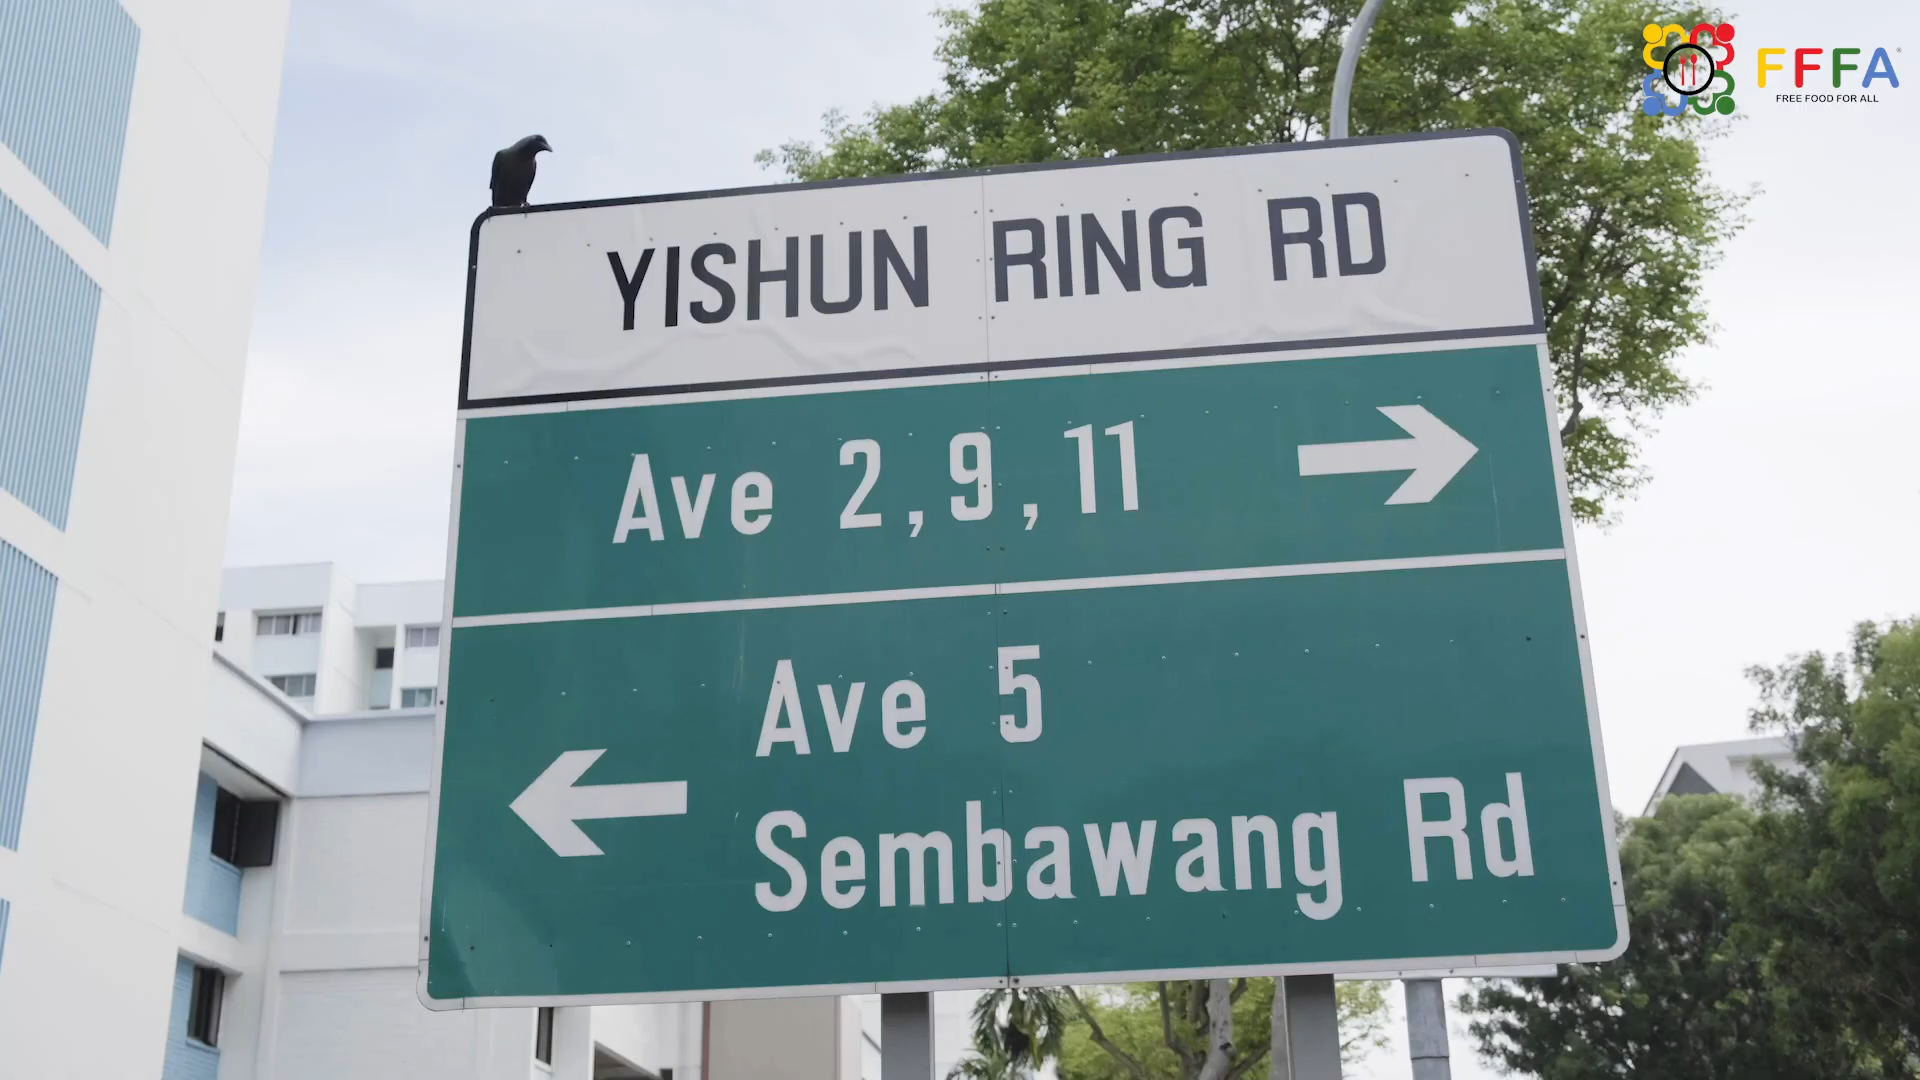 FFFA
FREE FOOD FOR ALL
YISHUN RING RD
Ave 2,9,11
Ave 5
Sembawang Rd